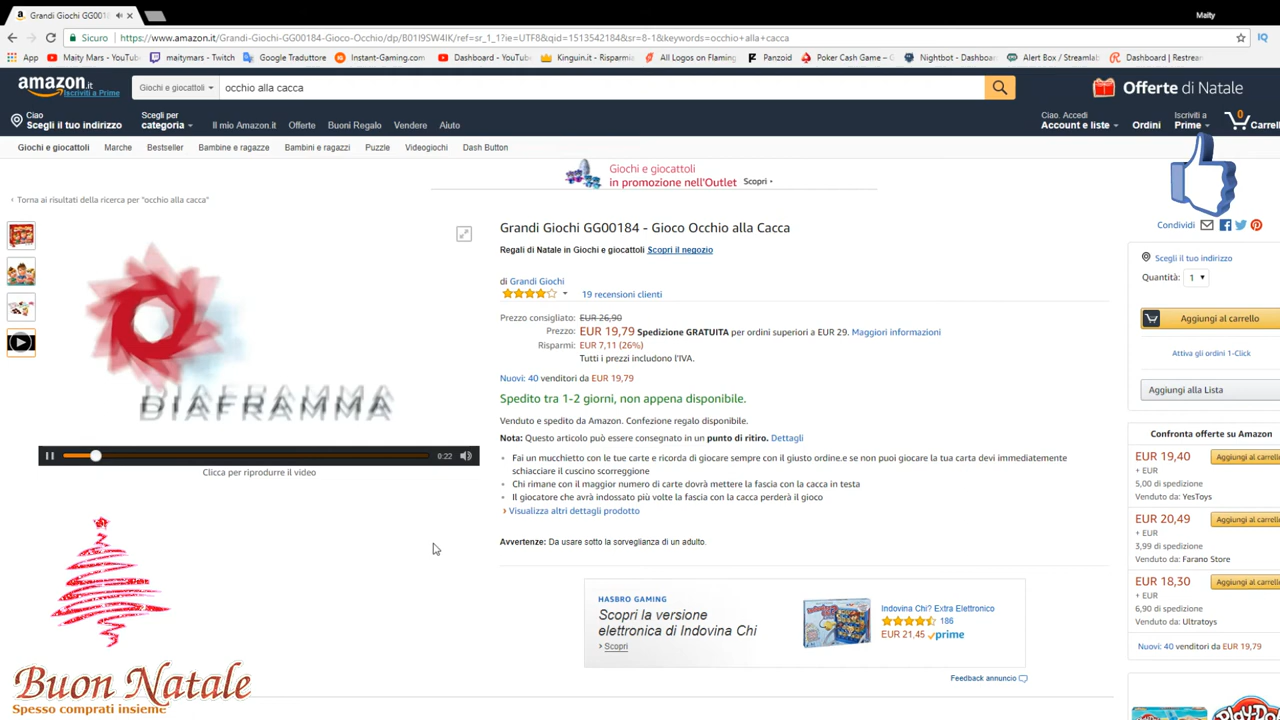 Grandi Giochi GG0018
Maity
Sicuro
https://www.amazon.it/Grandi-Giochi-GG00184-Gioco-Occhio/dp/B01I9SW4IK/ref=sr_1_1?ie=UTF8&qid=1513542184&sr=8-1&keywords=occhio+alla+cacca
App
Maity Mars - YouTube
maitymars - Twitch
Google Traduttore
Instant-Gaming.com
Dashboard - YouTube
Kinguin.it - Risparmio
All Logos on Flaming
Panzoid
Poker Cash Game - G
Nightbot - Dashboa
Alert Box / Streamlab
Dashboard | Restrea
amazon.it
Iscriviti a Prime
Giochi e giocattoli
occhio alla cacca
Offerte di Natale
Ciao
Scegli il tuo indirizzo
Scegli per
categoria
Il mio Amazon.it
Offerte
Buoni Regalo
Vendere
Aiuto
Ciao. Accedi
Account e liste
Ordini
Iscriviti a
Prime
0
Carrell
Giochi e giocattoli
Marche
Bestseller
Bambine e ragazze
Bambini e ragazzi
Puzzle
Videogiochi
Dash Button
Giochi e giocattoli
in promozione nell'Outlet
Scopri
‹ Torna ai risultati della ricerca per "occhio alla cacca"
DIAFRAMMA
0:22
Clicca per riprodurre il video
Grandi Giochi GG00184 - Gioco Occhio alla Cacca
Regali di Natale in Giochi e giocattoli Scopri il negozio
di Grandi Giochi
19 recensioni clienti
Prezzo consigliato: EUR 26,90
Prezzo: EUR 19,79 Spedizione GRATUITA per ordini superiori a EUR 29. Maggiori informazioni
Risparmi: EUR 7,11 (26%)
Tutti i prezzi includono l'IVA.
Nuovi: 40 venditori da EUR 19,79
Spedito tra 1-2 giorni, non appena disponibile.
Venduto e spedito da Amazon. Confezione regalo disponibile.
Nota: Questo articolo può essere consegnato in un punto di ritiro. Dettagli
• Fai un mucchietto con le tue carte e ricorda di giocare sempre con il giusto ordine.e se non puoi giocare la tua carta devi immediatamente
schiacciare il cuscino scorreggione
• Chi rimane con il maggior numero di carte dovrà mettere la fascia con la cacca in testa
• Il giocatore che avrà indossato più volte la fascia con la cacca perderà il gioco
› Visualizza altri dettagli prodotto
Avvertenze: Da usare sotto la sorveglianza di un adulto.
HASBRO GAMING
Scopri la versione
elettronica di Indovina Chi
› Scopri
Indovina Chi? Extra Elettronico
186
EUR 21,45 prime
Feedback annuncio
Condividi
Scegli il tuo indirizzo
Quantità: 1
Aggiungi al carrello
Attiva gli ordini 1-Click
Aggiungi alla Lista
Confronta offerte su Amazon
EUR 19,40
Aggiungi al carrell
+ EUR
5,00 di spedizione
Venduto da: YesToys
EUR 20,49
Aggiungi al carrell
+ EUR
3,99 di spedizione
Venduto da: Farano Store
EUR 18,30
Aggiungi al carrell
+ EUR
6,90 di spedizione
Venduto da: Ultratoys
Nuovi: 40 venditori da EUR 19,79
Play-Do
Buon Natale
Spesso comprati insieme